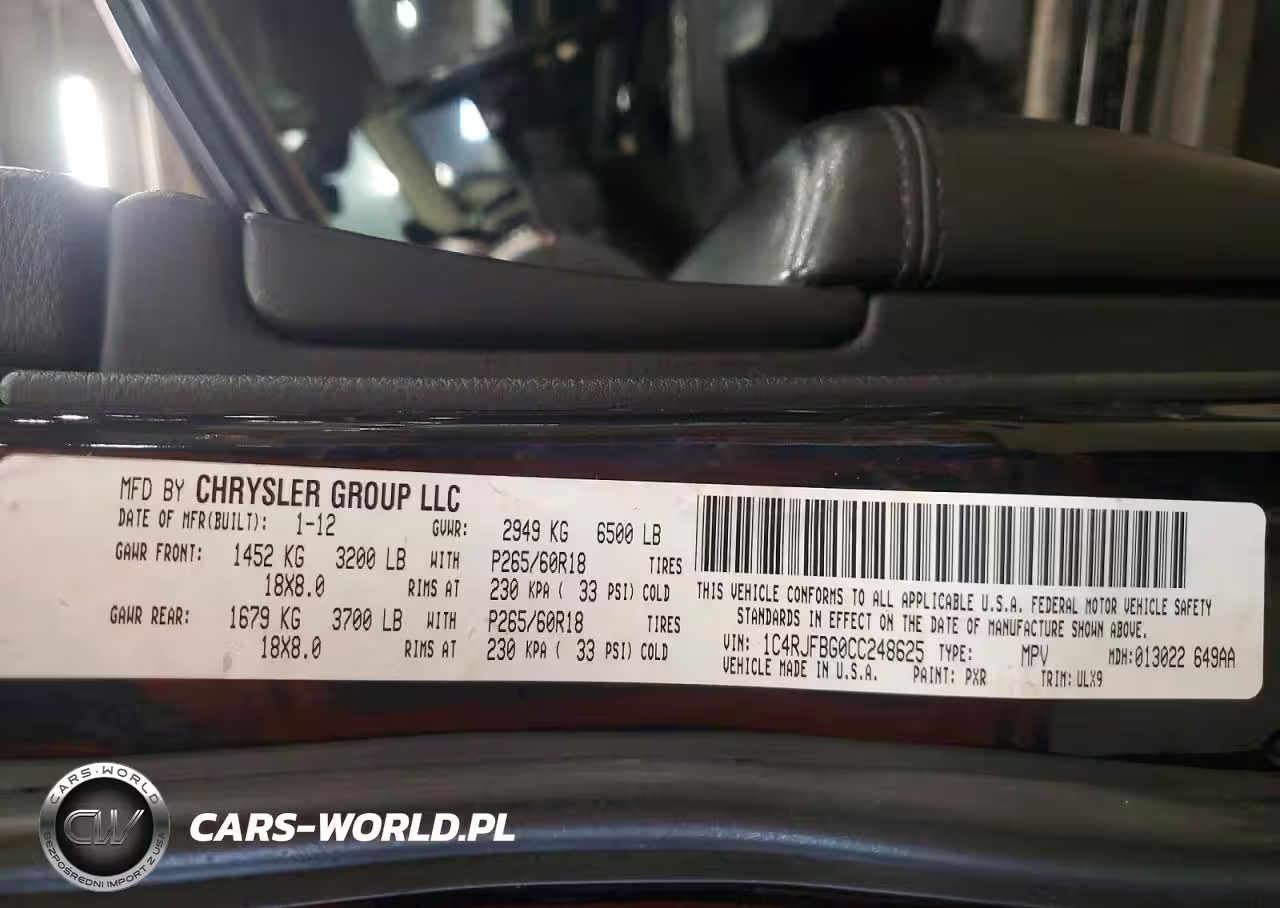 MFD BY CHRYSLER GROUP LLC
DATE OF MFR(BUILT): 1-12 GVWR: 2949 KG 6500 LB
GAWR FRONT: 1452 KG 3200 LB WITH P265/60R18 TIRES
18X8.0 RIMS AT 230 KPA ( 33 PSI) COLD
GAWR REAR: 1679 KG 3700 LB WITH P265/60R18 TIRES
18X8.0 RIMS AT 230 KPA ( 33 PSI) COLD
THIS VEHICLE CONFORMS TO ALL APPLICABLE U.S.A. FEDERAL MOTOR VEHICLE SAFETY
STANDARDS IN EFFECT ON THE DATE OF MANUFACTURE SHOWN ABOVE.
VIN: 1C4RJFBG0CC248625 TYPE: MPV MDH:013022 649AA
VEHICLE MADE IN U.S.A. PAINT: PXR TRIM: ULX9
CARS-WORLD
CW
BEZPOŚREDNI IMPORT Z USA
CARS-WORLD.PL